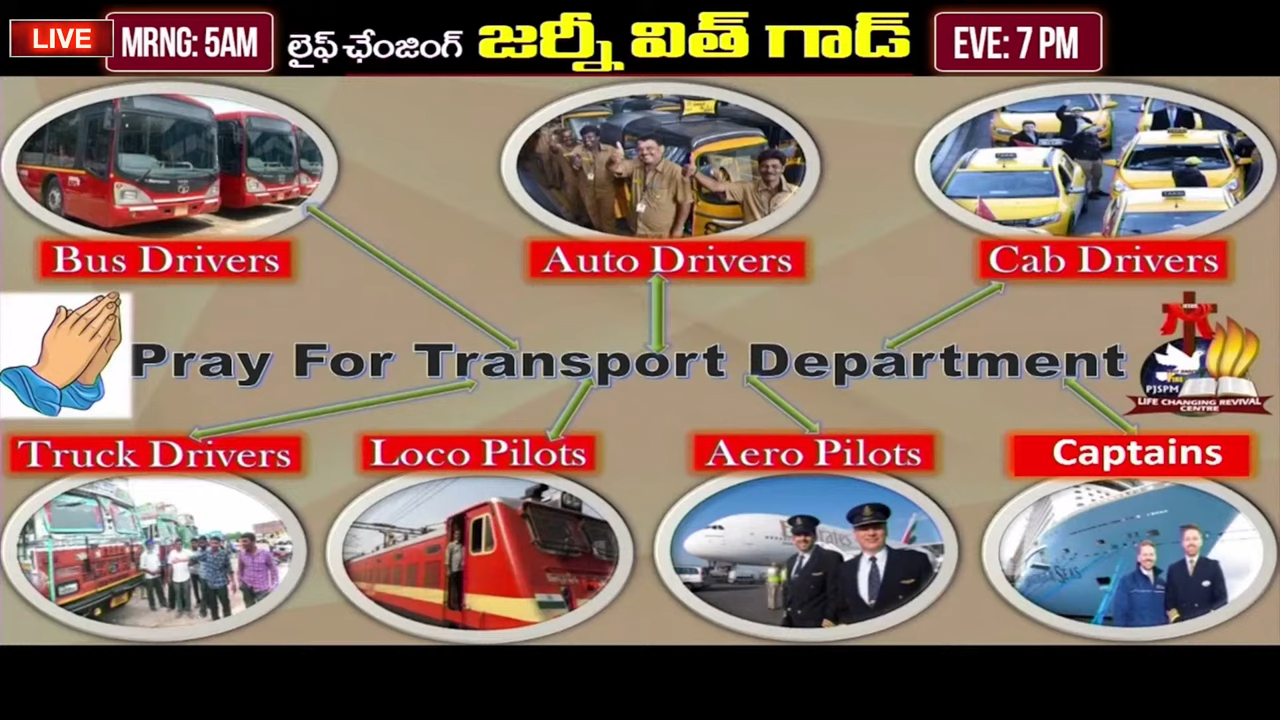 LIVE
MRNG: 5AM
లైఫ్ ఛేంజింగ్ జర్నీ విత్ గాడ్
EVE: 7 PM
Bus Drivers
Auto Drivers
Cab Drivers
Pray For Transport Department
PJSPM
LIFE CHANGING REVIVAL
CENTRE
Truck Drivers
Loco Pilots
Aero Pilots
Captains